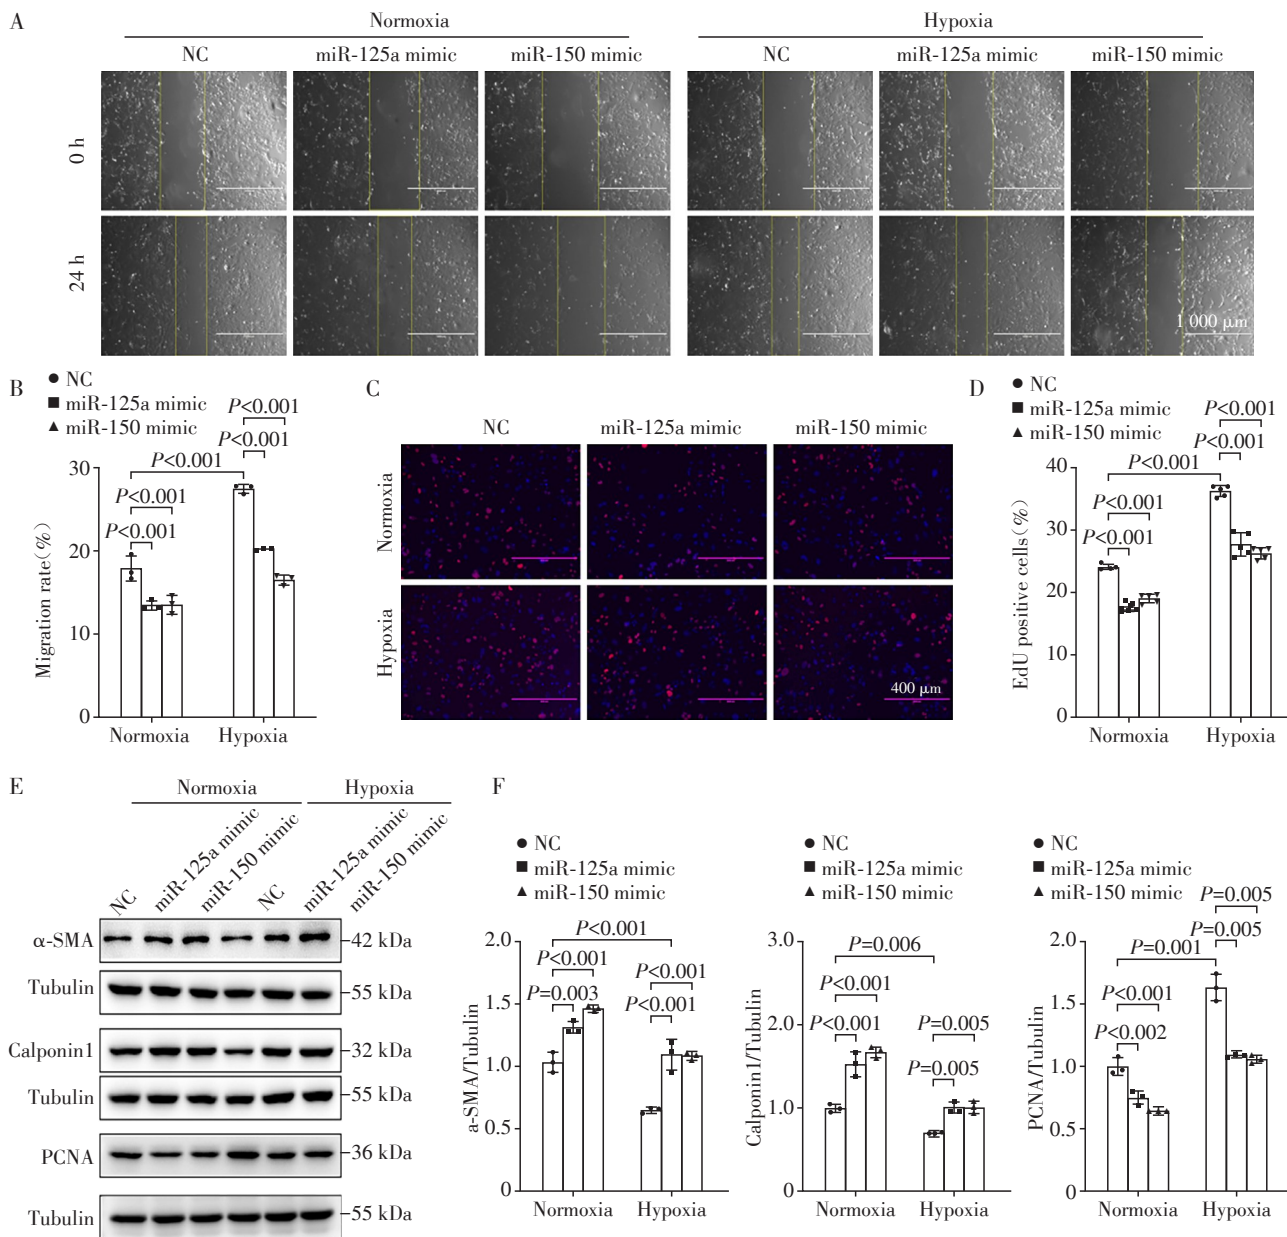 A
Normoxia
Hypoxia
NC
miR-125a mimic
miR-150 mimic
NC
miR-125a mimic
miR-150 mimic
0 h
24 h
1 000 μm
B
● NC
■ miR-125a mimic
▲ miR-150 mimic
P<0.001
P<0.001
P<0.001
P<0.001
P<0.001
Migration rate(%)
30
20
10
0
Normoxia
Hypoxia
C
NC
miR-125a mimic
miR-150 mimic
Normoxia
Hypoxia
400 μm
D
● NC
■ miR-125a mimic
▲ miR-150 mimic
P<0.001
P<0.001
P<0.001
P<0.001
P<0.001
EdU positive cells(%)
40
30
20
10
0
Normoxia
Hypoxia
E
Normoxia
Hypoxia
NC
miR-125a mimic
miR-150 mimic
NC
miR-125a mimic
miR-150 mimic
α-SMA
42 kDa
Tubulin
55 kDa
Calponin1
32 kDa
Tubulin
55 kDa
PCNA
36 kDa
Tubulin
55 kDa
F
● NC
■ miR-125a mimic
▲ miR-150 mimic
P<0.001
P<0.001
P=0.003
P<0.001
P<0.001
a-SMA/Tubulin
2.0
1.5
1.0
0.5
0
Normoxia
Hypoxia
● NC
■ miR-125a mimic
▲ miR-150 mimic
P=0.006
P<0.001
P<0.001
P=0.005
P=0.005
Calponin1/Tubulin
3.0
2.0
1.0
0
Normoxia
Hypoxia
● NC
■ miR-125a mimic
▲ miR-150 mimic
P=0.005
P=0.005
P=0.001
P<0.001
P<0.002
PCNA/Tubulin
2.0
1.5
1.0
0.5
0
Normoxia
Hypoxia